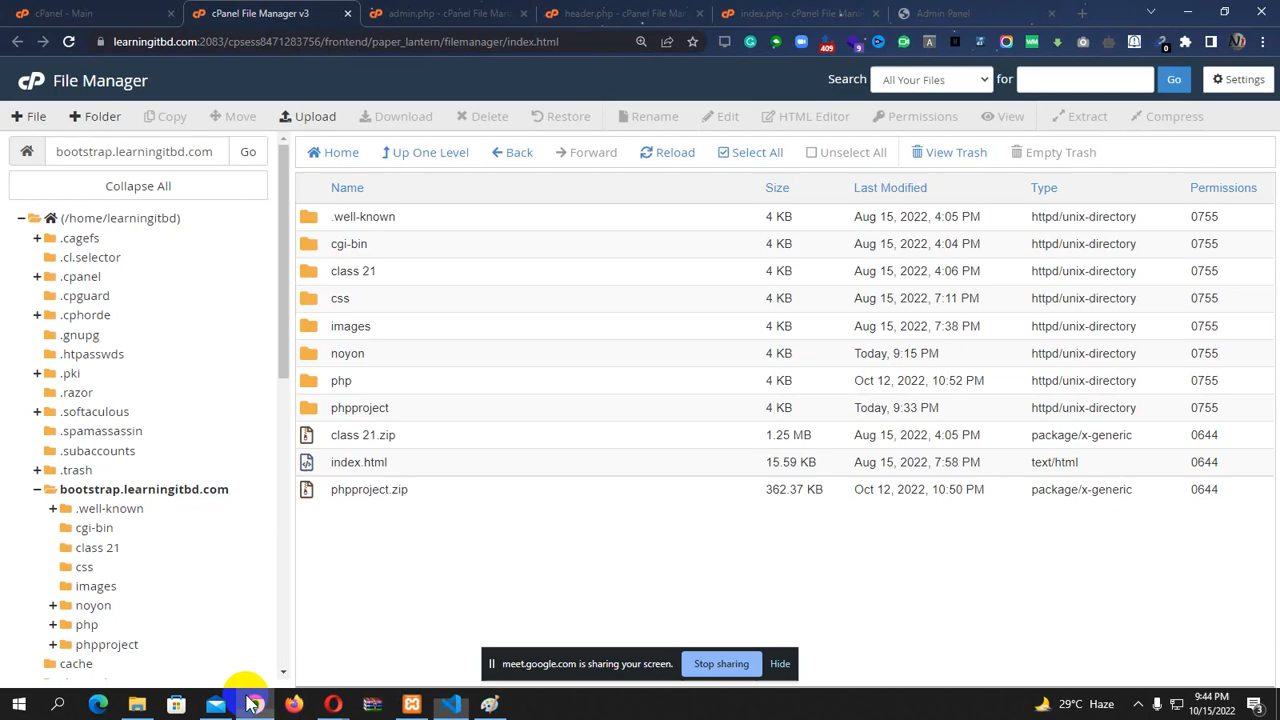 cPanel - Main
cPanel File Manager v3
admin.php - cPanel File Man
header.php - cPanel File Man
index.php - cPanel File Man
Admin Panel
learningitbd.com:2083/cpsess8471283756/frontend/paper_lantern/filemanager/index.html
409
9
0
cP File Manager
Search All Your Files for Go Settings
File Folder Copy Move Upload Download Delete Restore Rename Edit HTML Editor Permissions View Extract Compress
bootstrap.learningitbd.com Go
Home Up One Level Back Forward Reload Select All Unselect All View Trash Empty Trash
Collapse All
(/home/learningitbd)
.cagefs
.cl.selector
.cpanel
.cpguard
.cphorde
.gnupg
.htpasswds
.pki
.razor
.softaculous
.spamassassin
.subaccounts
.trash
bootstrap.learningitbd.com
.well-known
cgi-bin
class 21
css
images
noyon
php
phpproject
cache
Name Size Last Modified Type Permissions
.well-known 4 KB Aug 15, 2022, 4:05 PM httpd/unix-directory 0755
cgi-bin 4 KB Aug 15, 2022, 4:04 PM httpd/unix-directory 0755
class 21 4 KB Aug 15, 2022, 4:06 PM httpd/unix-directory 0755
css 4 KB Aug 15, 2022, 7:11 PM httpd/unix-directory 0755
images 4 KB Aug 15, 2022, 7:38 PM httpd/unix-directory 0755
noyon 4 KB Today, 9:15 PM httpd/unix-directory 0755
php 4 KB Oct 12, 2022, 10:52 PM httpd/unix-directory 0755
phpproject 4 KB Today, 9:33 PM httpd/unix-directory 0755
class 21.zip 1.25 MB Aug 15, 2022, 4:05 PM package/x-generic 0644
index.html 15.59 KB Aug 15, 2022, 7:58 PM text/html 0644
phpproject.zip 362.37 KB Oct 12, 2022, 10:50 PM package/x-generic 0644
meet.google.com is sharing your screen. Stop sharing Hide
29°C Haze
9:44 PM
10/15/2022
3